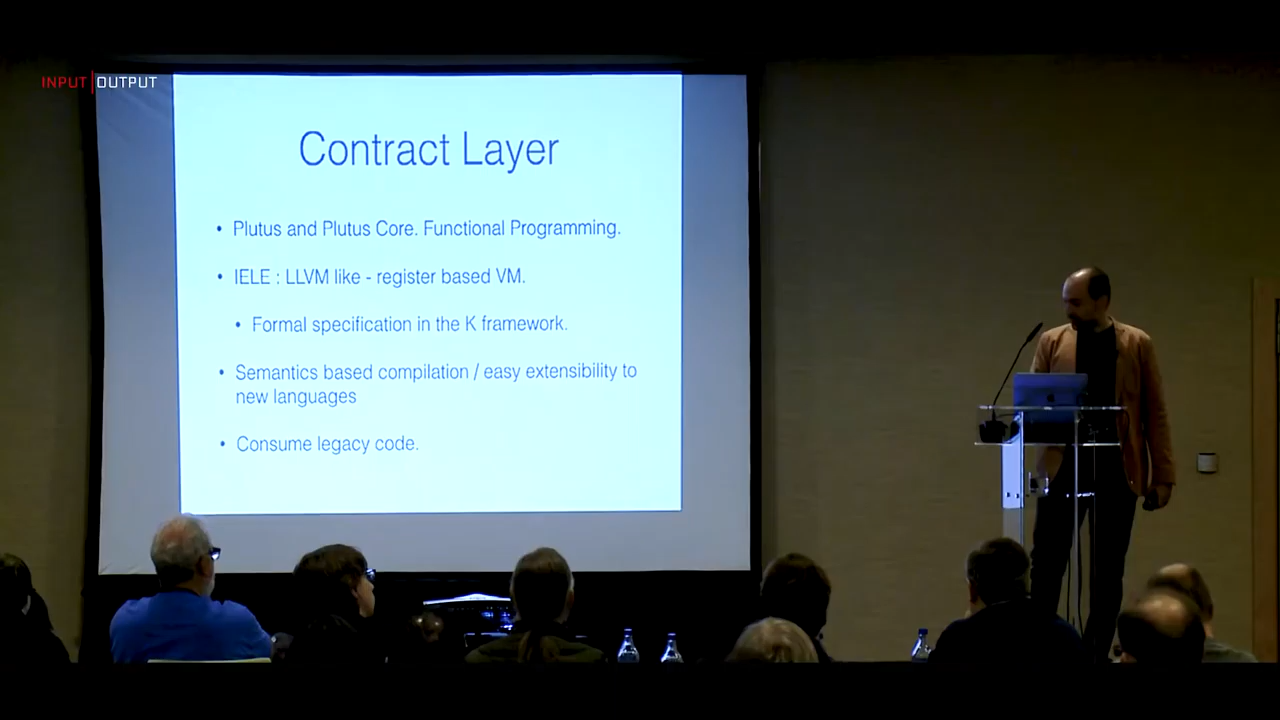 INPUT|OUTPUT
Contract Layer
• Plutus and Plutus Core. Functional Programming.
• IELE : LLVM like - register based VM.
• Formal specification in the K framework.
• Semantics based compilation / easy extensibility to
new languages
• Consume legacy code.